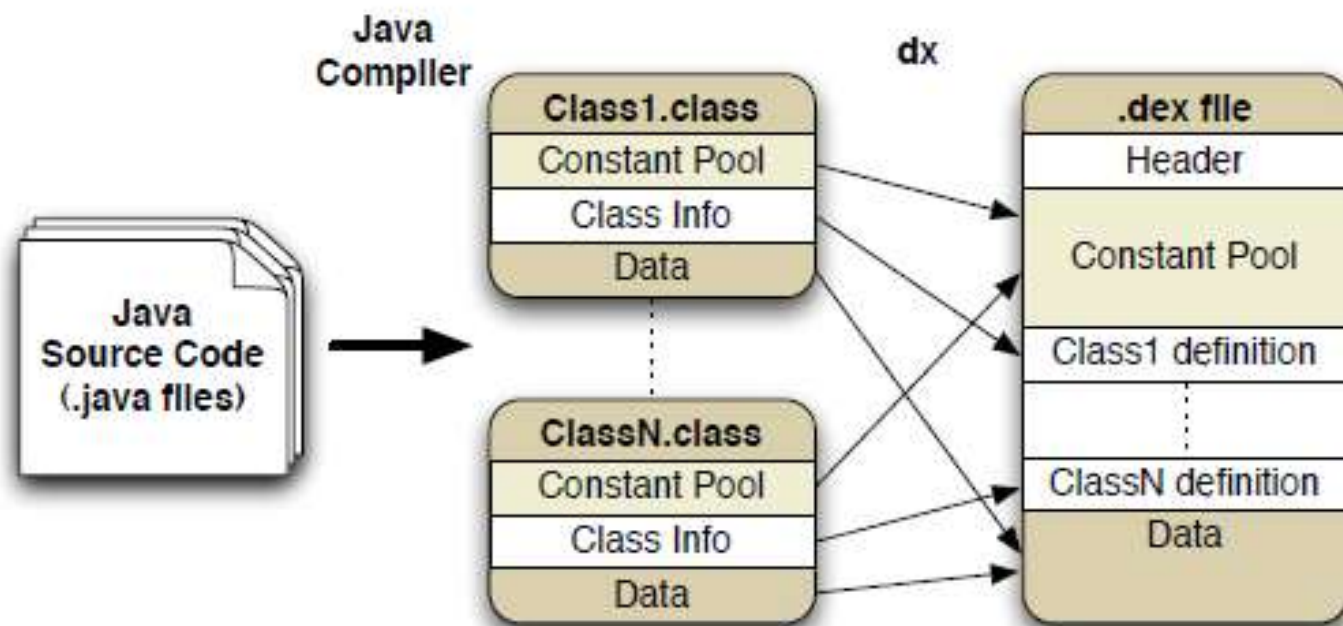 Java
Compiler
dx
Java
Source Code
(.java files)
Class1.class
Constant Pool
Class Info
Data
ClassN.class
Constant Pool
Class Info
Data
.dex file
Header
Constant Pool
Class1 definition
ClassN definition
Data